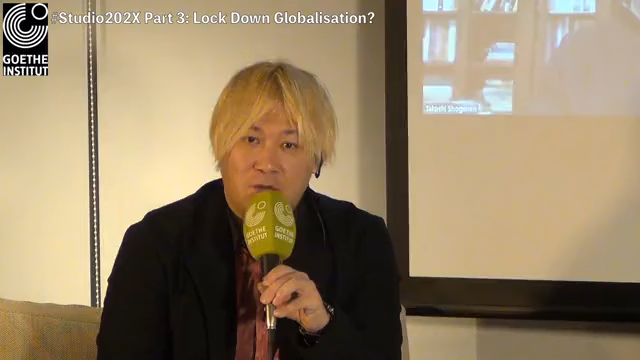 #Studio202X Part 3: Lock Down Globalisation?
GOETHE
INSTITUT
GOETHE
INSTITUT
GOETHE
INSTITUT